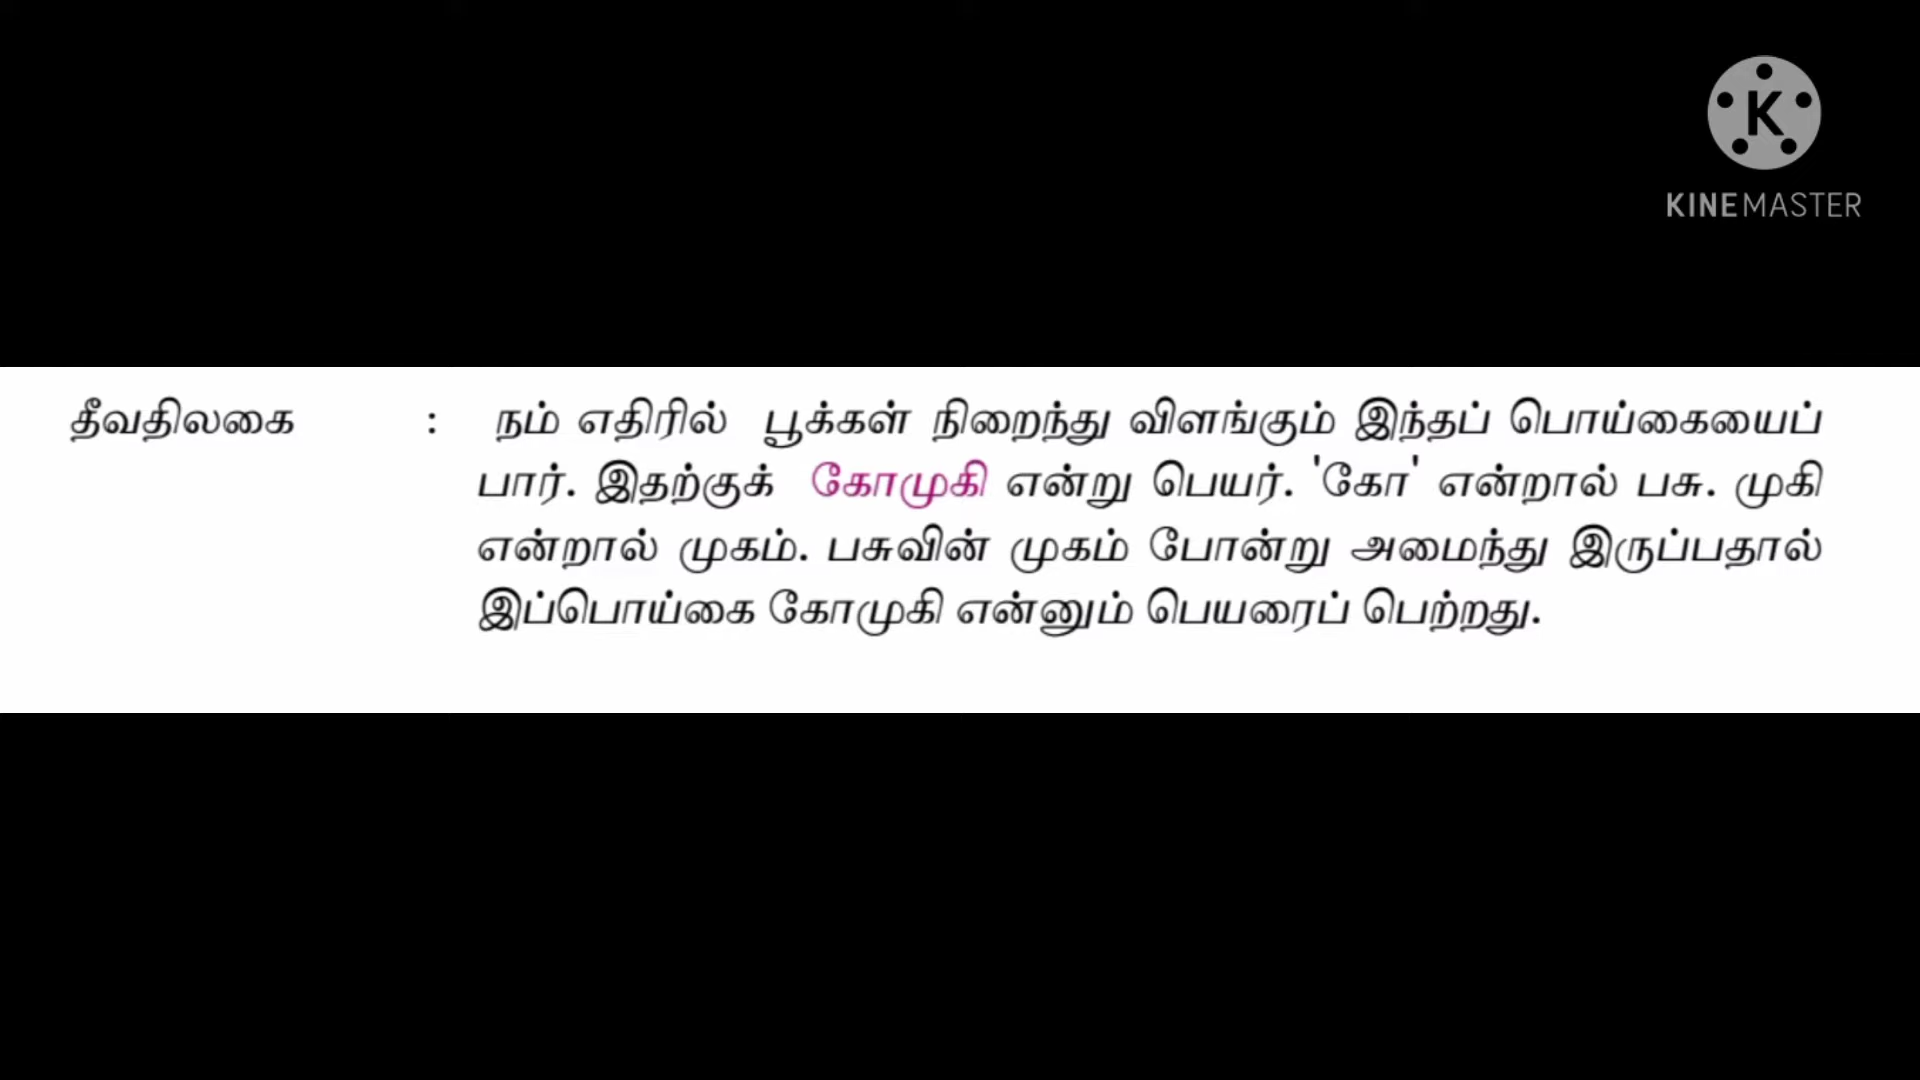 K
KINEMASTER
தீவதிலகை : நம் எதிரில் பூக்கள் நிறைந்து விளங்கும் இந்தப் பொய்கையைப்
பார். இதற்குக் கோமுகி என்று பெயர். 'கோ' என்றால் பசு. முகி
என்றால் முகம். பசுவின் முகம் போன்று அமைந்து இருப்பதால்
இப்பொய்கை கோமுகி என்னும் பெயரைப் பெற்றது.